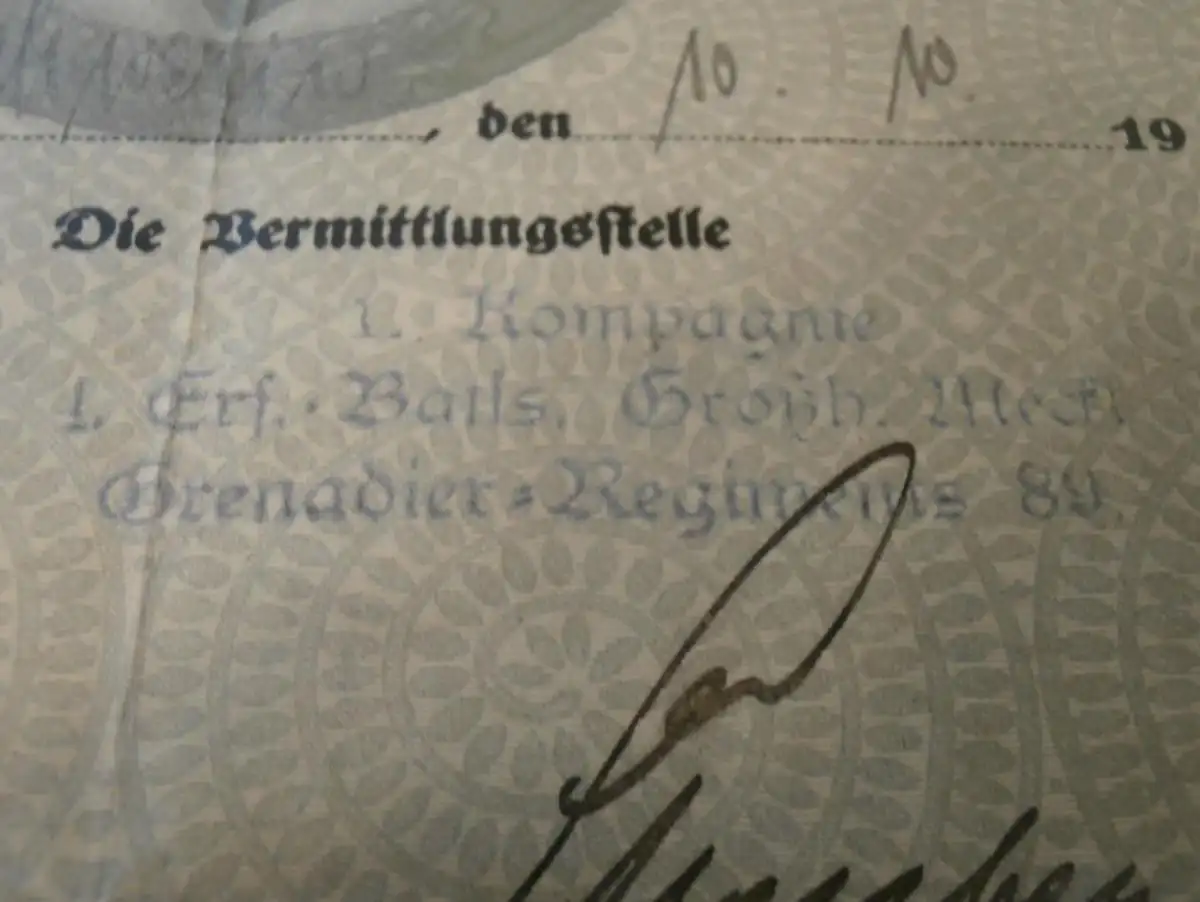 , den 10. 10. 19
Die Vermittlungsstelle
1. Kompagnie
1. Ers.-Batls. Großh. Meckl
Grenadier-Regiments 89.